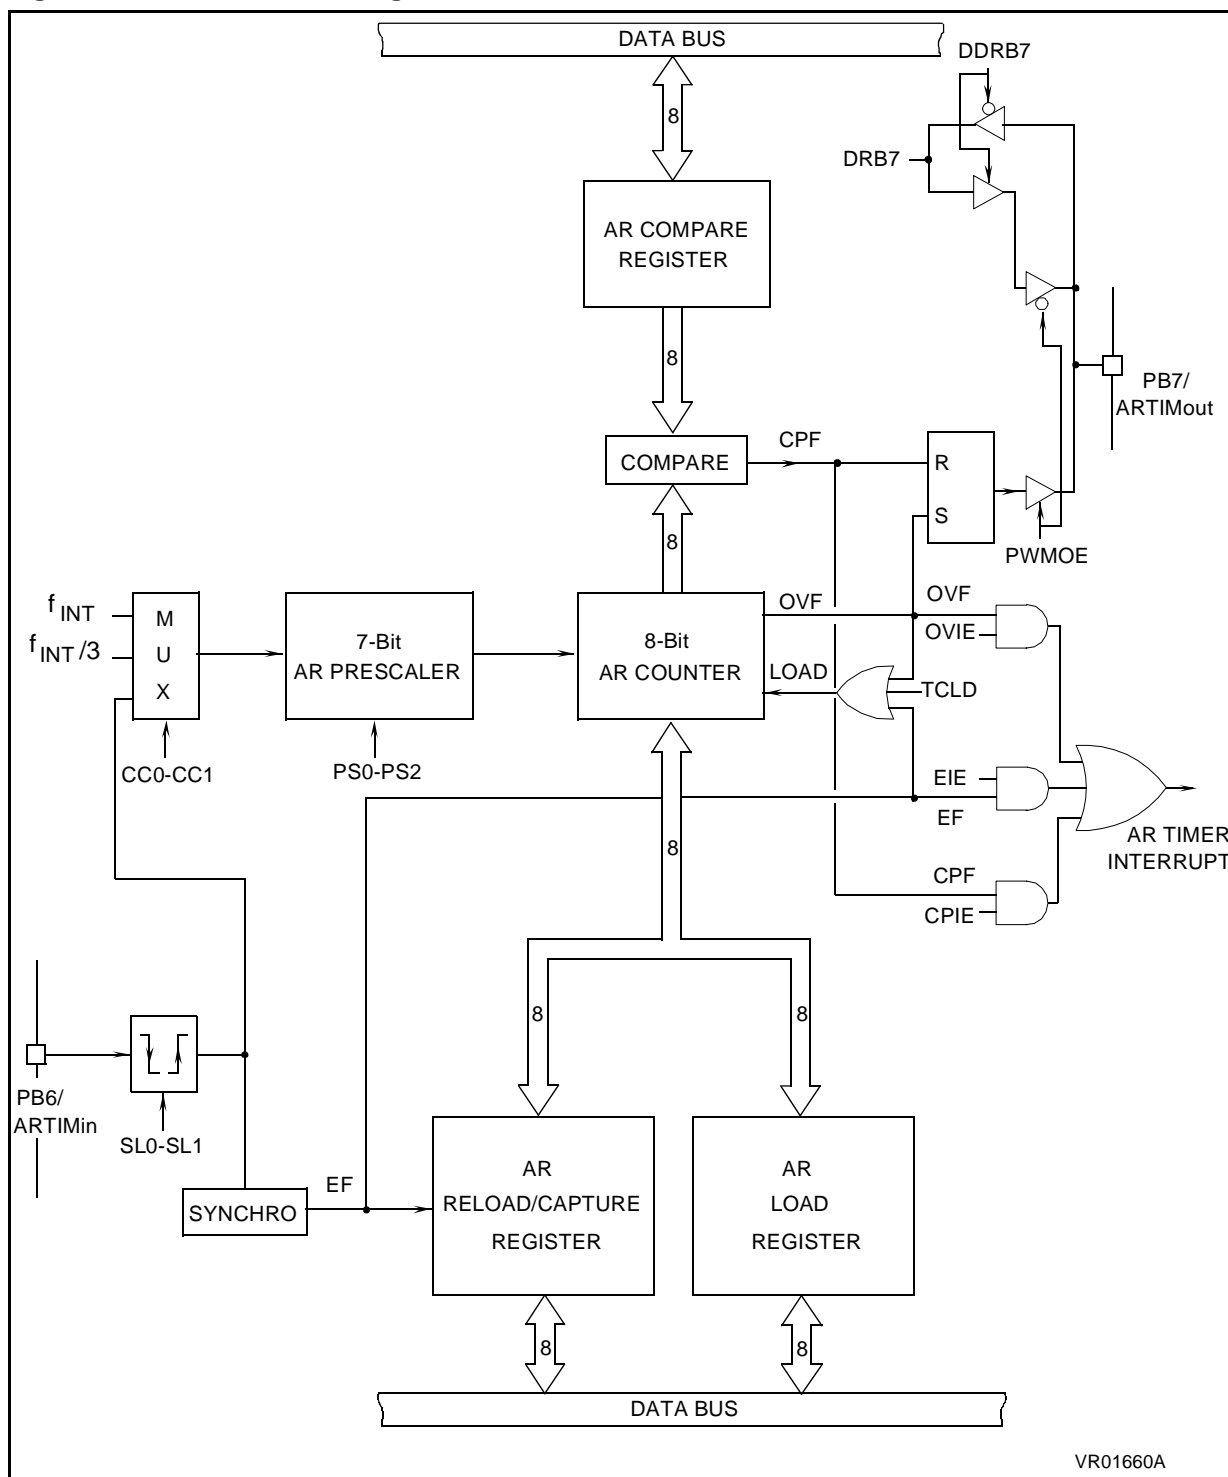 DATA BUS
DDRB7
8
DRB7
AR COMPARE
REGISTER
8
PB7/
ARTIMout
CPF
COMPARE
R
S
8
PWMOE
f INT
f INT /3
M
U
X
7-Bit
AR PRESCALER
8-Bit
AR COUNTER
OVF
OVF
OVIE
LOAD
TCLD
CC0-CC1
PS0-PS2
EIE
EF
AR TIMER
INTERRUPT
8
CPF
CPIE
8
8
PB6/
ARTIMin
SL0-SL1
SYNCHRO
EF
AR
RELOAD/CAPTURE
REGISTER
AR
LOAD
REGISTER
8
8
DATA BUS
VR01660A